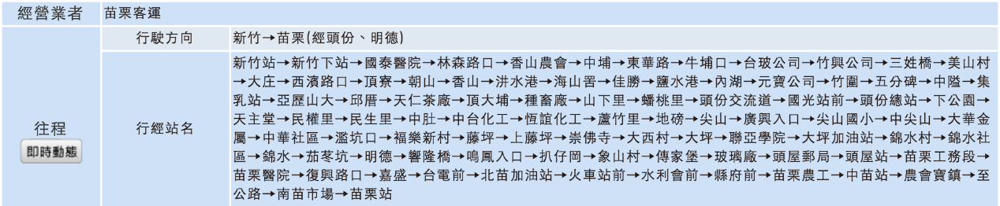 經營業者 苗栗客運
行駛方向 新竹→苗栗(經頭份、明德)
往程
即時動態
行經站名
新竹站→新竹下站→國泰醫院→林森路口→香山農會→中埔→東華路→牛埔口→台玻公司→竹興公司→三姓橋→美山村
→大庄→西濱路口→頂寮→朝山→香山→汫水港→海山罟→佳勝→鹽水港→內湖→元寶公司→竹圍→五分碑→中隘→集
乳站→亞歷山大→邱厝→天仁茶廠→頂大埔→種畜廠→山下里→蟠桃里→頭份交流道→國光站前→頭份總站→下公園→
天主堂→民權里→民生里→中肚→中台化工→恆誼化工→蘆竹里→地磅→尖山→廣興入口→尖山國小→中尖山→大華金
屬→中華社區→濫坑口→福樂新村→藤坪→上藤坪→崇佛寺→大西村→大坪→聯亞學院→大坪加油站→錦水村→錦水社
區→錦水→茄苳坑→明德→響隆橋→鳴鳳入口→扒仔岡→象山村→傳家堡→玻璃廠→頭屋郵局→頭屋站→苗栗工務段→
苗栗醫院→復興路口→嘉盛→台電前→北苗加油站→火車站前→水利會前→縣府前→苗栗農工→中苗站→農會寶鎮→至
公路→南苗市場→苗栗站